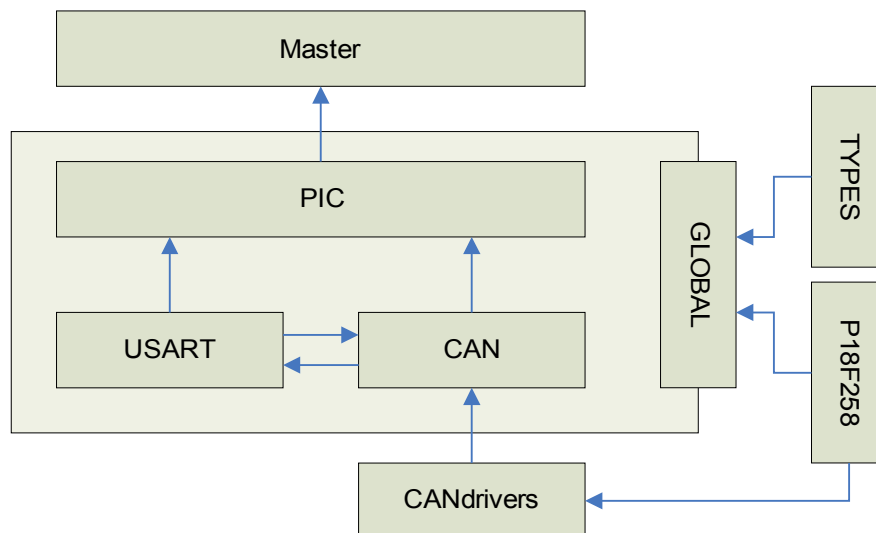 Master
PIC
USART
CAN
CANdrivers
GLOBAL
TYPES
P18F258